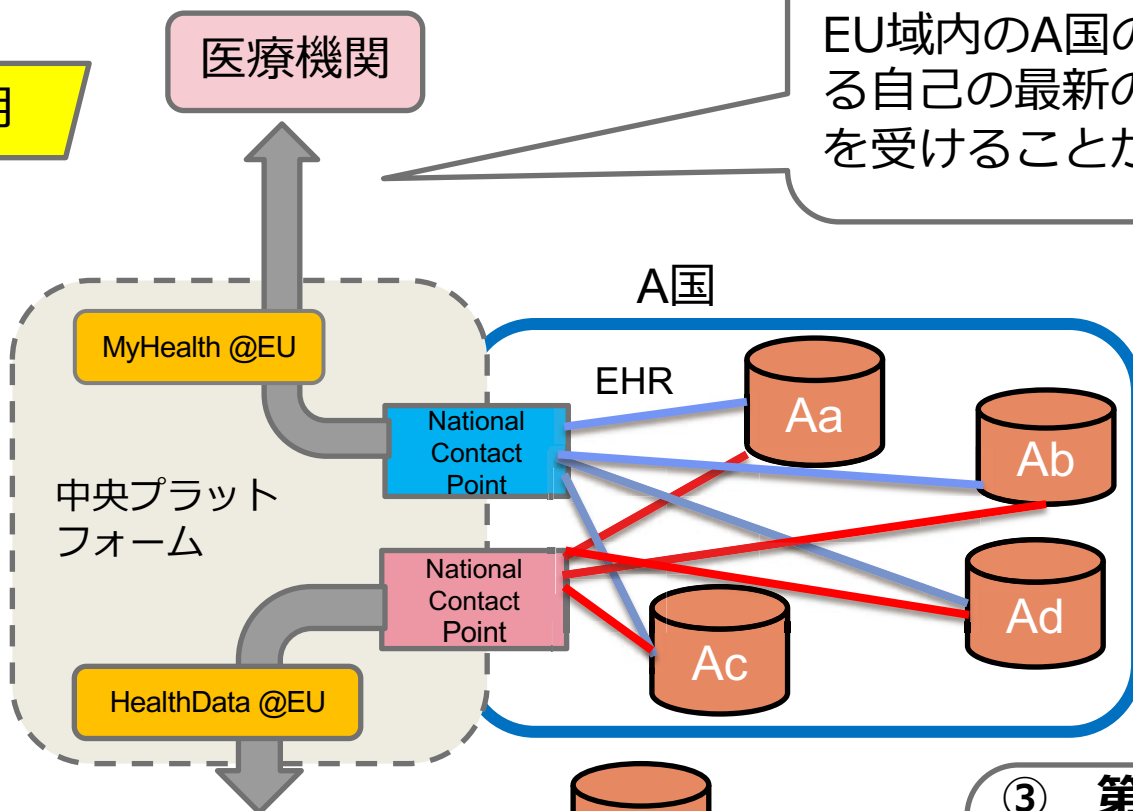 医療機関
EU域内のA国の
る自己の最新の
を受けることが
用
A国
MyHealth @EU
EHR
National
Contact
Point
Aa
Ab
中央プラット
フォーム
National
Contact
Point
Ac
Ad
HealthData @EU
③ 第